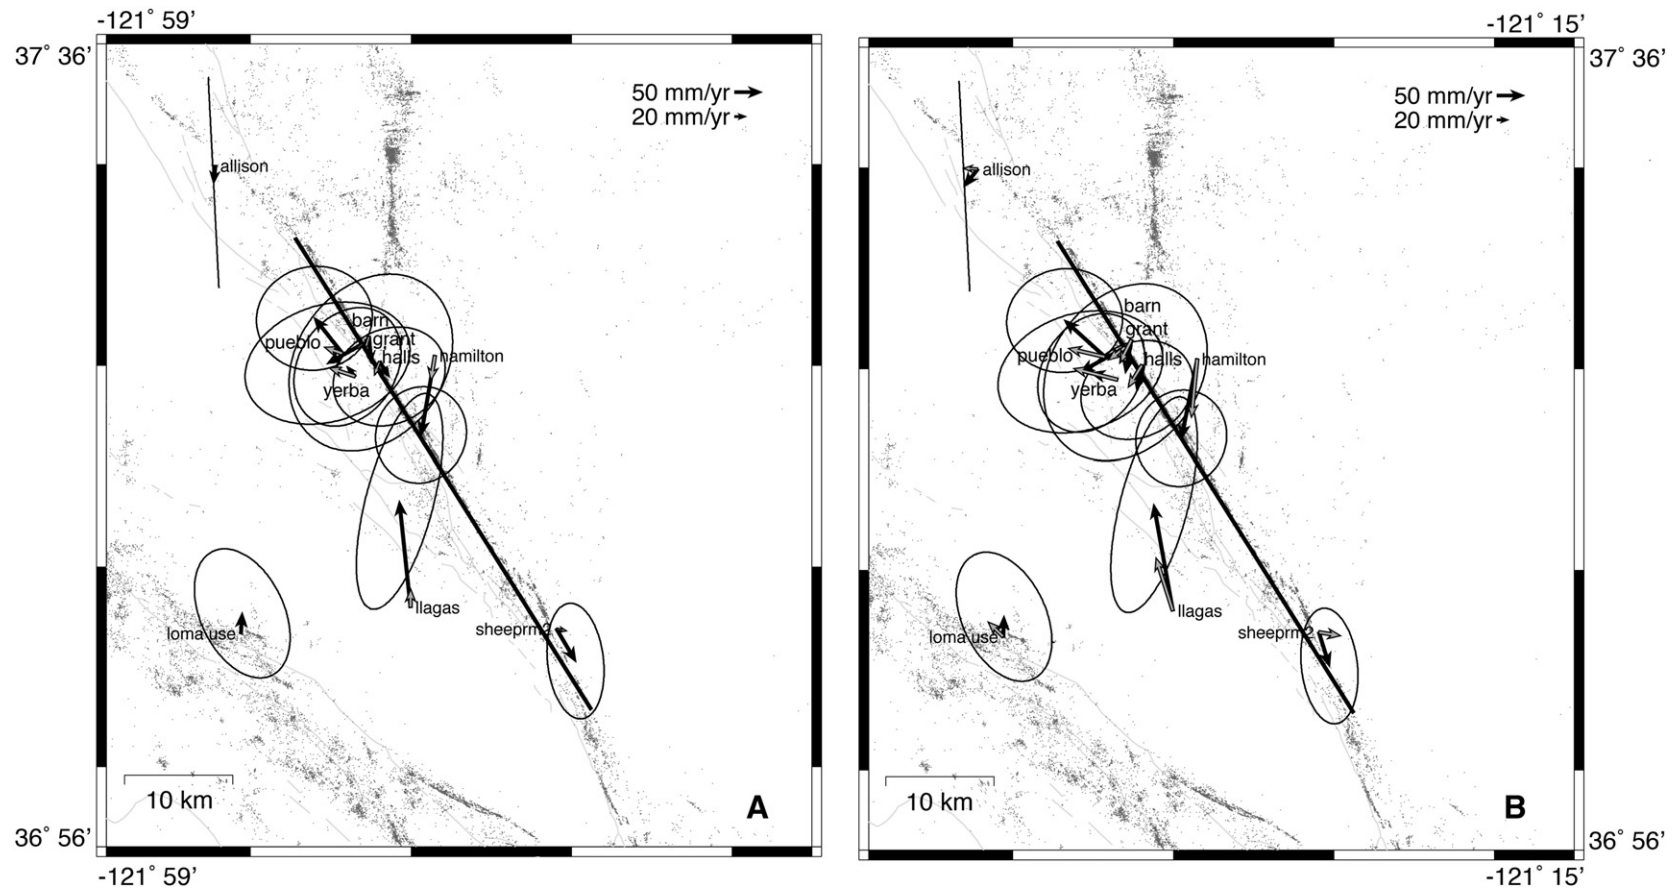 -121° 59’
-121° 15’
37° 36’
37° 36’
50 mm/yr
20 mm/yr
allison
barn
grant
pueblo
halls
hamilton
yerba
llagas
sheeprm2
loma use
10 km
A
36° 56’
-121° 59’
50 mm/yr
20 mm/yr
allison
barn
grant
pueblo
halls
hamilton
yerba
llagas
sheeprm2
loma use
10 km
B
36° 56’
-121° 15’